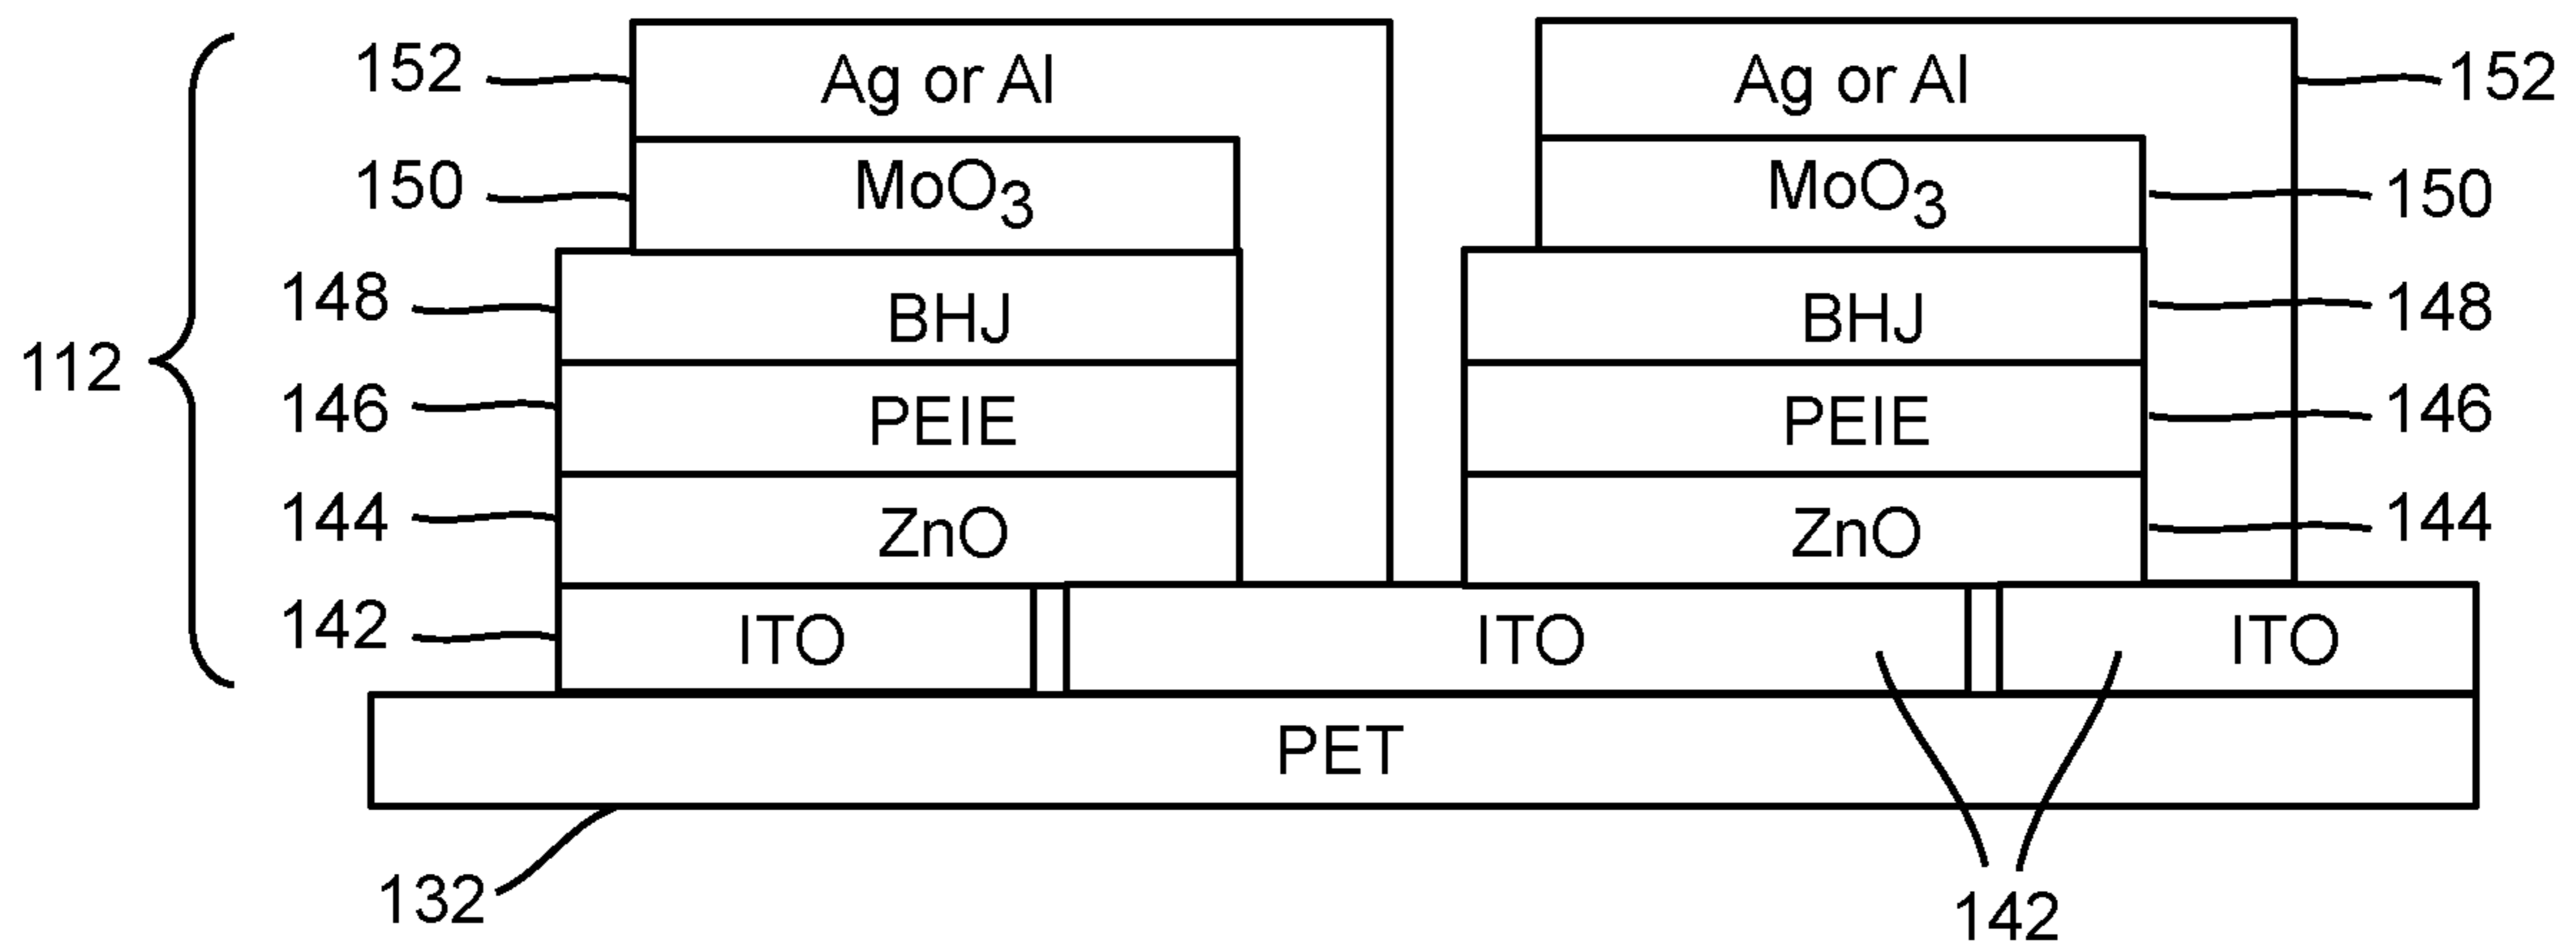 152 Ag or Al Ag or Al 152
150 MoO3 MoO3 150
148 BHJ BHJ 148
112
146 PEIE PEIE 146
144 ZnO ZnO 144
142 ITO ITO ITO
PET
132
142